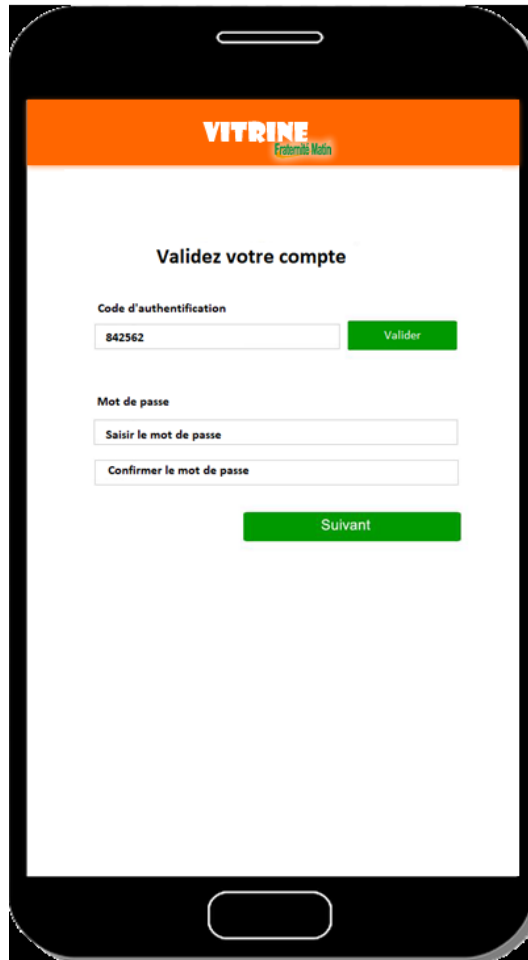 VITRINE
Fraternité Matin
Validez votre compte
Code d'authentification
842562
Valider
Mot de passe
Saisir le mot de passe
Confirmer le mot de passe
Suivant